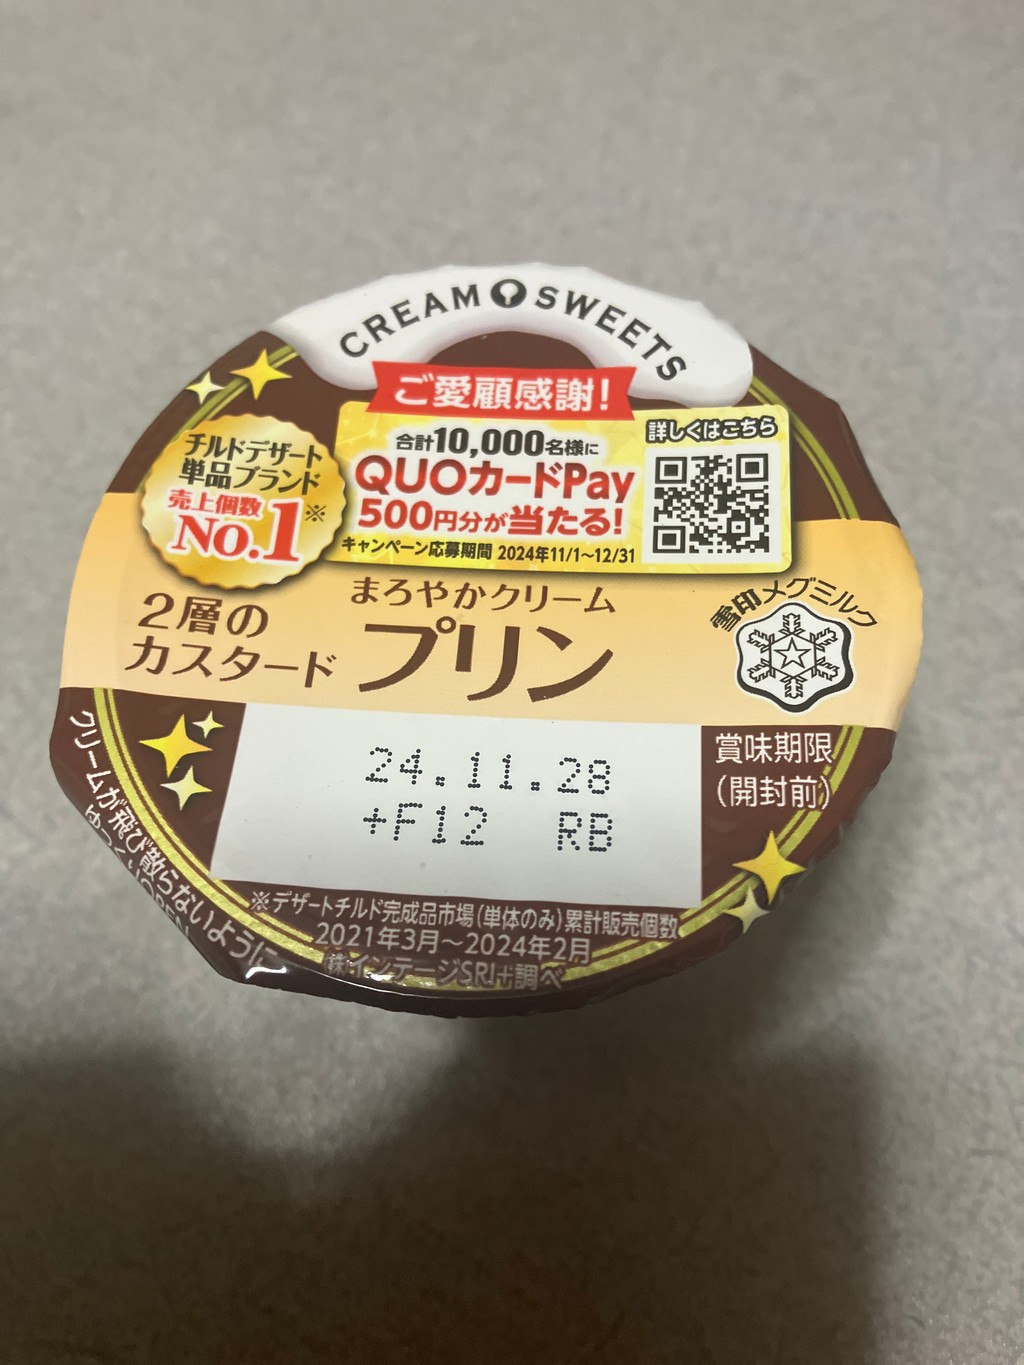 CREAM SWEETS
ご愛顧感謝!
合計10,000名様に
QUOカードPay
500円分が当たる!
キャンペーン応募期間 2024年11/1~12/31
詳しくはこちら
チルドデザート
単品ブランド
売上個数
No.1※
まろやかクリーム
2層の
カスタード
プリン
雪印メグミルク
24.11.28
+F12 RB
賞味期限
(開封前)
クリームが飛び散らないように
ゆっくりOPEN
※デザートチルド完成品市場(単体のみ)累計販売個数
2021年3月~2024年2月
㈱インテージSRI+調べ